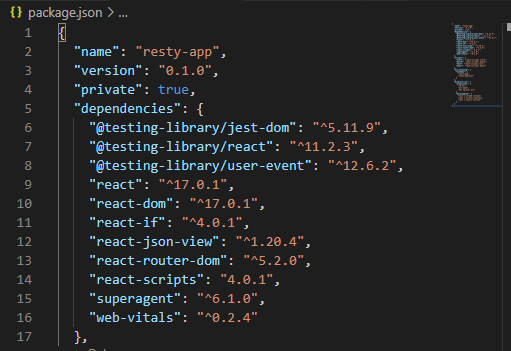 {} package.json > ...
1 {
2 "name": "resty-app",
3 "version": "0.1.0",
4 "private": true,
5 "dependencies": {
6 "@testing-library/jest-dom": "^5.11.9",
7 "@testing-library/react": "^11.2.3",
8 "@testing-library/user-event": "^12.6.2",
9 "react": "^17.0.1",
10 "react-dom": "^17.0.1",
11 "react-if": "^4.0.1",
12 "react-json-view": "^1.20.4",
13 "react-router-dom": "^5.2.0",
14 "react-scripts": "4.0.1",
15 "superagent": "^6.1.0",
16 "web-vitals": "^0.2.4"
17 },